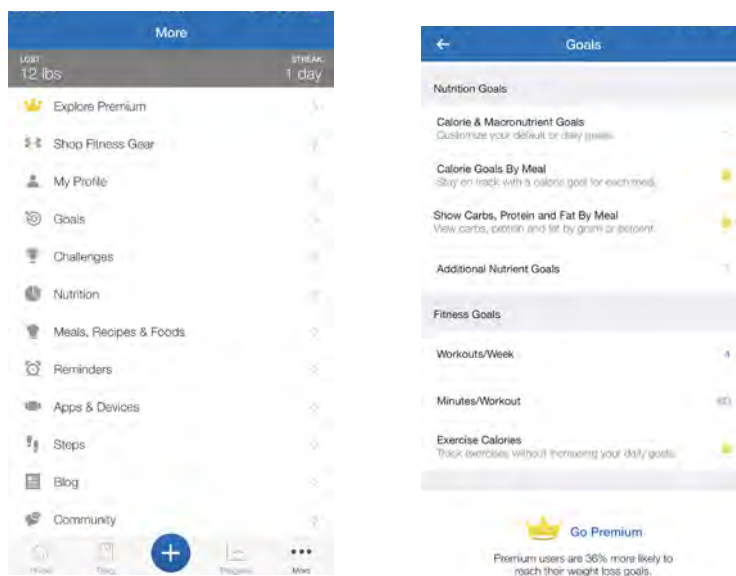 More
LOST
12 lbs
STREAK
1 day
Explore Premium
Shop Fitness Gear
My Profile
Goals
Challenges
Nutrition
Meals, Recipes & Foods
Reminders
Apps & Devices
Steps
Blog
Community
Home
Diary
Progress
More
Goals
Nutrition Goals
Calorie & Macronutrient Goals
Customize your default or daily goals.
Calorie Goals By Meal
Stay on track with a calorie goal for each meal.
Show Carbs, Protein and Fat By Meal
View carbs, protein and fat by gram or percent.
Additional Nutrient Goals
Fitness Goals
Workouts/Week
4
Minutes/Workout
60
Exercise Calories
Track exercises without increasing your daily goals.
Go Premium
Premium users are 36% more likely to
reach their weight loss goals.